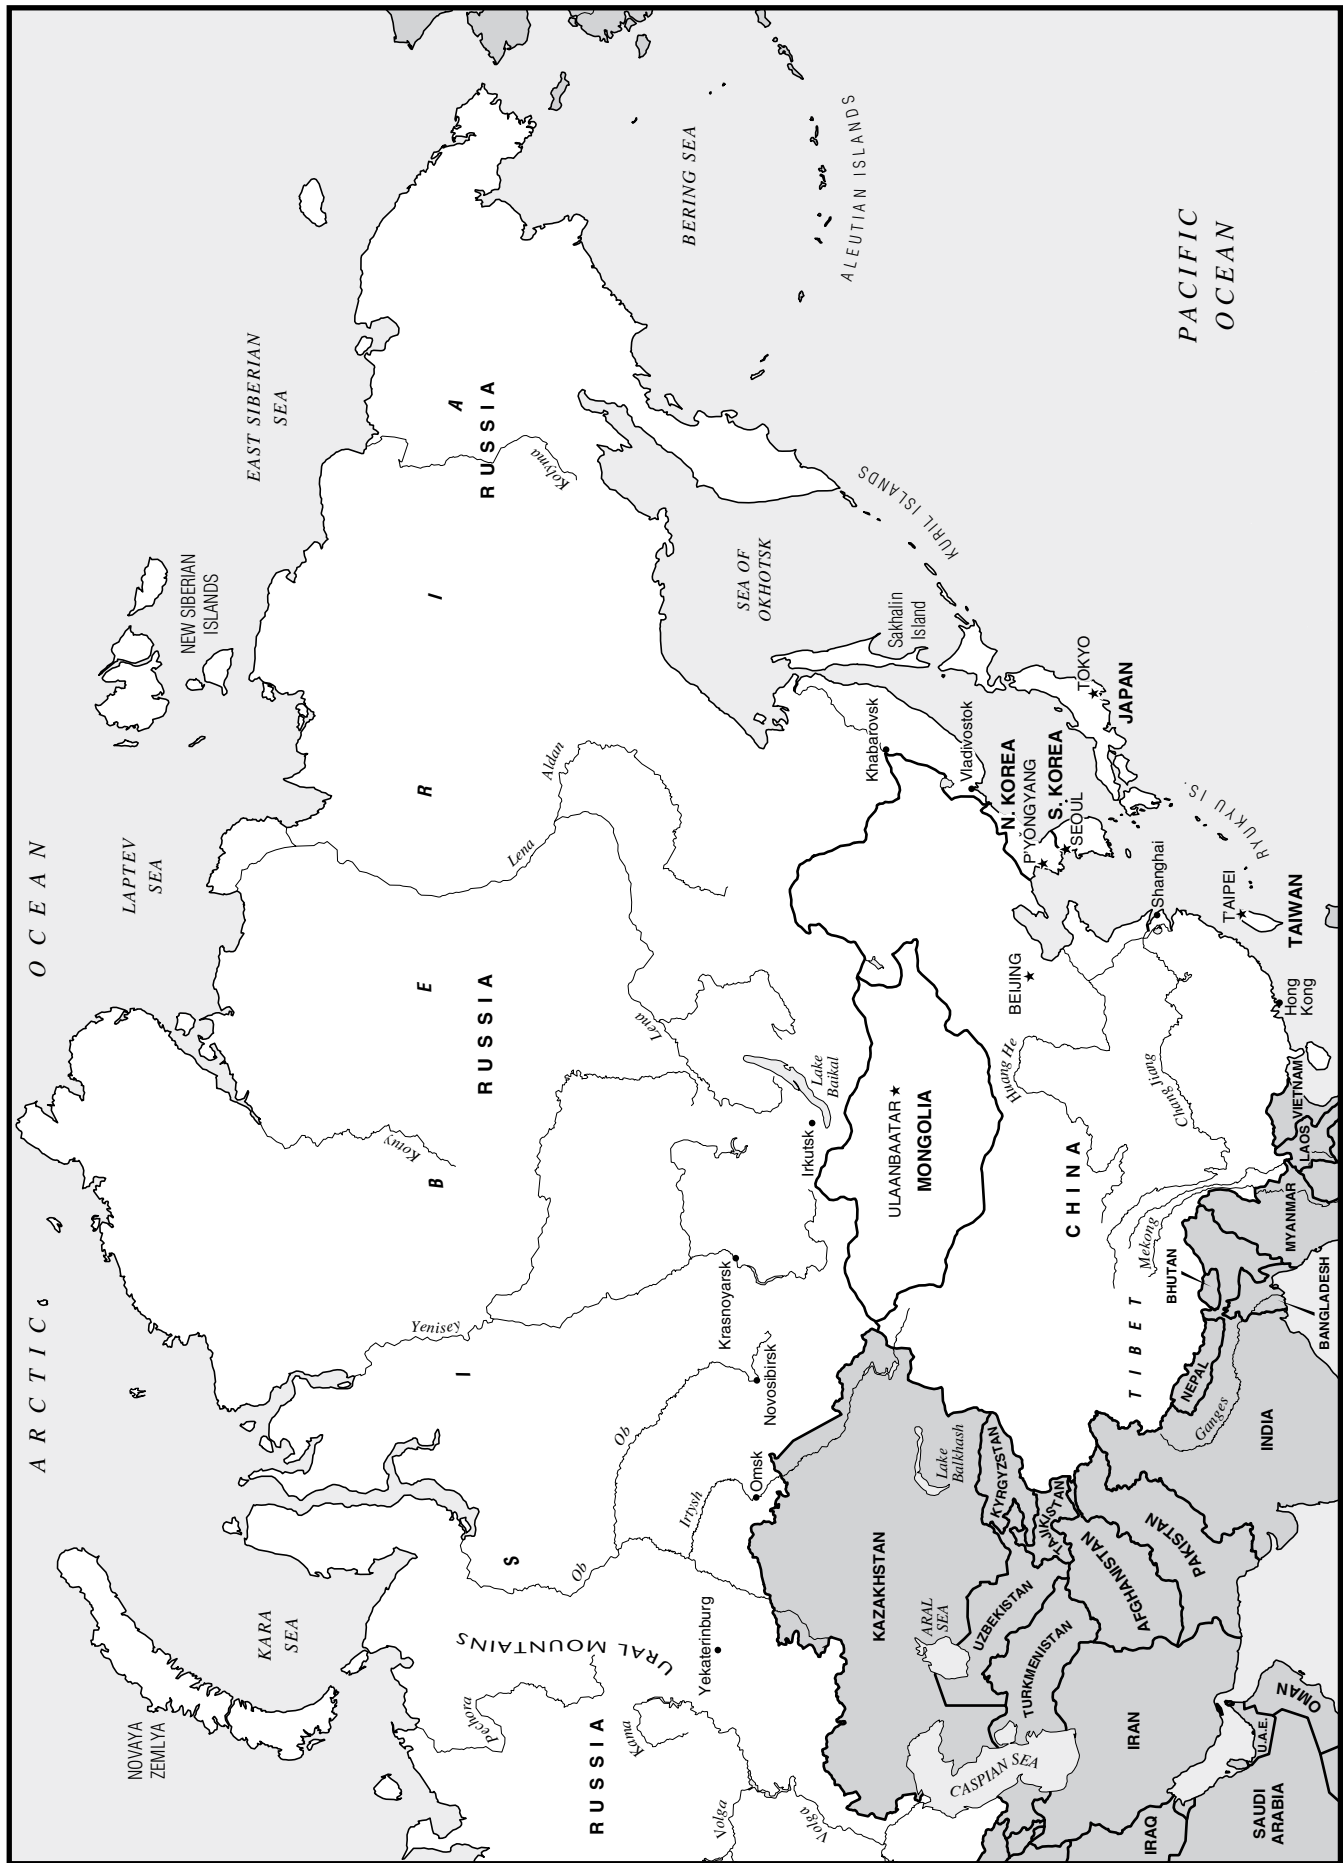 ARCTIC
OCEAN
NOVAYA
ZEMLYA
KARA
SEA
LAPTEV
SEA
NEW SIBERIAN
ISLANDS
EAST SIBERIAN
SEA
BERING SEA
ALEUTIAN ISLANDS
PACIFIC
OCEAN
SIBERIA
RUSSIA
RUSSIA
RUSSIA
URAL MOUNTAINS
Pechora
Kama
Volga
Volga
Yekaterinburg
Ob
Ob
Irtysh
Omsk
Novosibirsk
Yenisey
Krasnoyarsk
Kotuy
Irkutsk
Lake
Baikal
Lena
Lena
Aldan
Kolyma
SEA OF
OKHOTSK
KURIL ISLANDS
Sakhalin
Island
Khabarovsk
Vladivostok
KAZAKHSTAN
ARAL
SEA
Lake
Balkhash
CASPIAN SEA
UZBEKISTAN
TURKMENISTAN
KYRGYZSTAN
TAJIKISTAN
AFGHANISTAN
PAKISTAN
IRAN
IRAQ
SAUDI
ARABIA
U.A.E.
OMAN
INDIA
Ganges
NEPAL
BHUTAN
BANGLADESH
MYANMAR
LAOS
VIETNAM
TIBET
Mekong
CHINA
Huang He
Chang Jiang
BEIJING
Shanghai
Hong
Kong
ULAANBAATAR
MONGOLIA
N. KOREA
P'YŎNGYANG
S. KOREA
SEOUL
TOKYO
JAPAN
RYUKYU IS.
T'AIPEI
TAIWAN